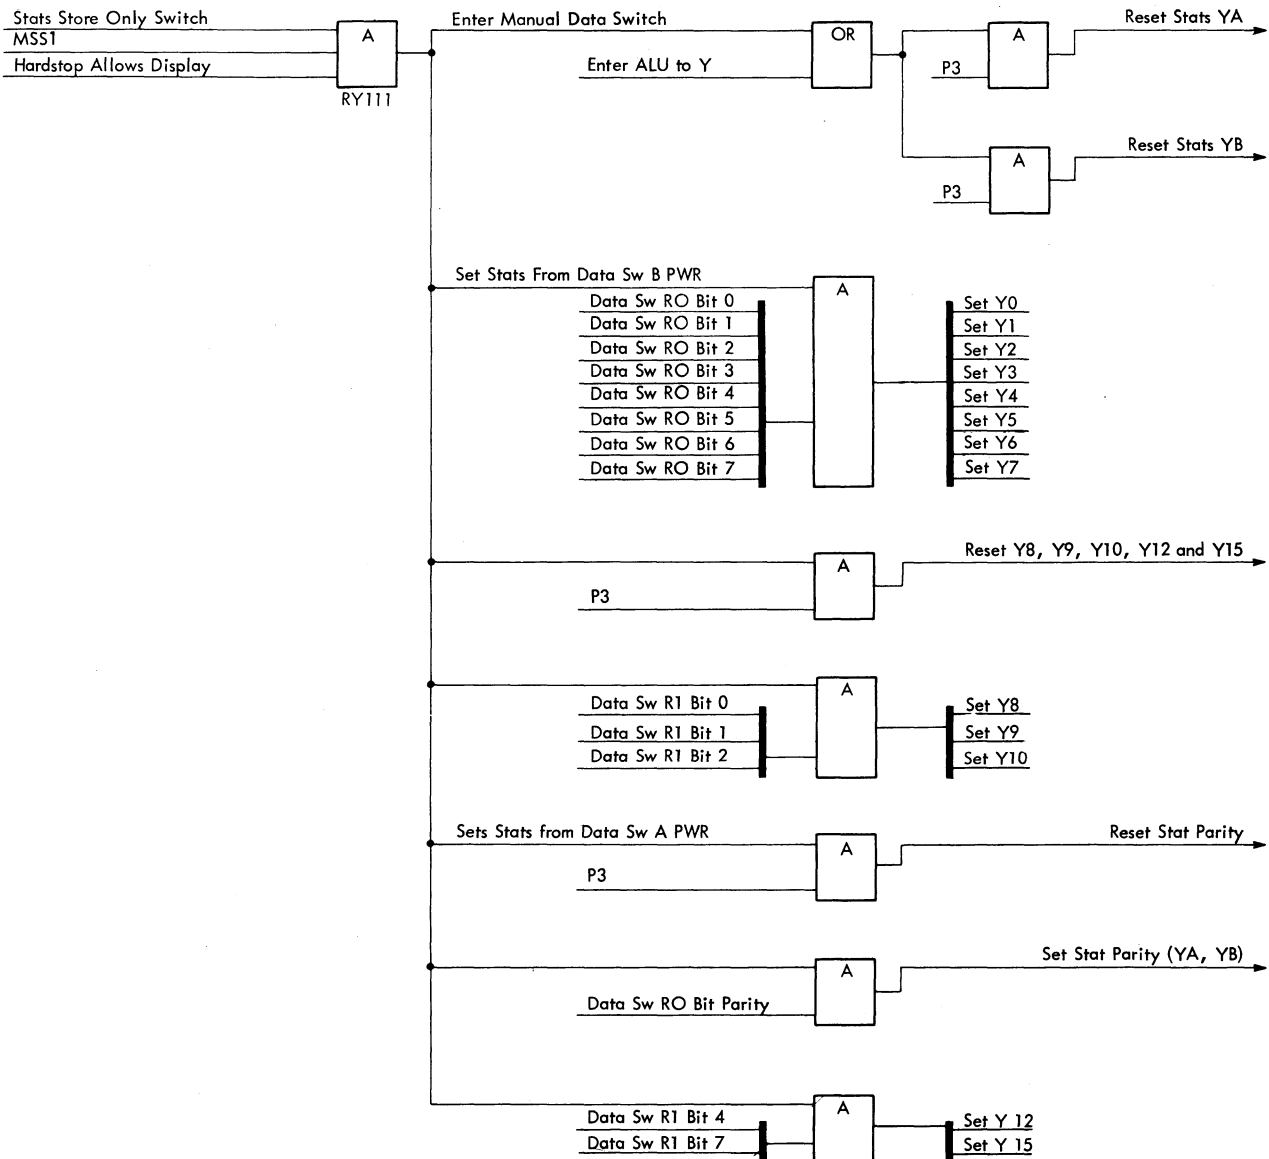 Stats Store Only Switch
MSS1
Hardstop Allows Display
A
RY111
Enter Manual Data Switch
Enter ALU to Y
OR
P3
A
Reset Stats YA
P3
A
Reset Stats YB
Set Stats From Data Sw B PWR
Data Sw RO Bit 0
Data Sw RO Bit 1
Data Sw RO Bit 2
Data Sw RO Bit 3
Data Sw RO Bit 4
Data Sw RO Bit 5
Data Sw RO Bit 6
Data Sw RO Bit 7
A
Set Y0
Set Y1
Set Y2
Set Y3
Set Y4
Set Y5
Set Y6
Set Y7
P3
A
Reset Y8, Y9, Y10, Y12 and Y15
Data Sw R1 Bit 0
Data Sw R1 Bit 1
Data Sw R1 Bit 2
A
Set Y8
Set Y9
Set Y10
Sets Stats from Data Sw A PWR
P3
A
Reset Stat Parity
Data Sw RO Bit Parity
A
Set Stat Parity (YA, YB)
Data Sw R1 Bit 4
Data Sw R1 Bit 7
A
Set Y 12
Set Y 15